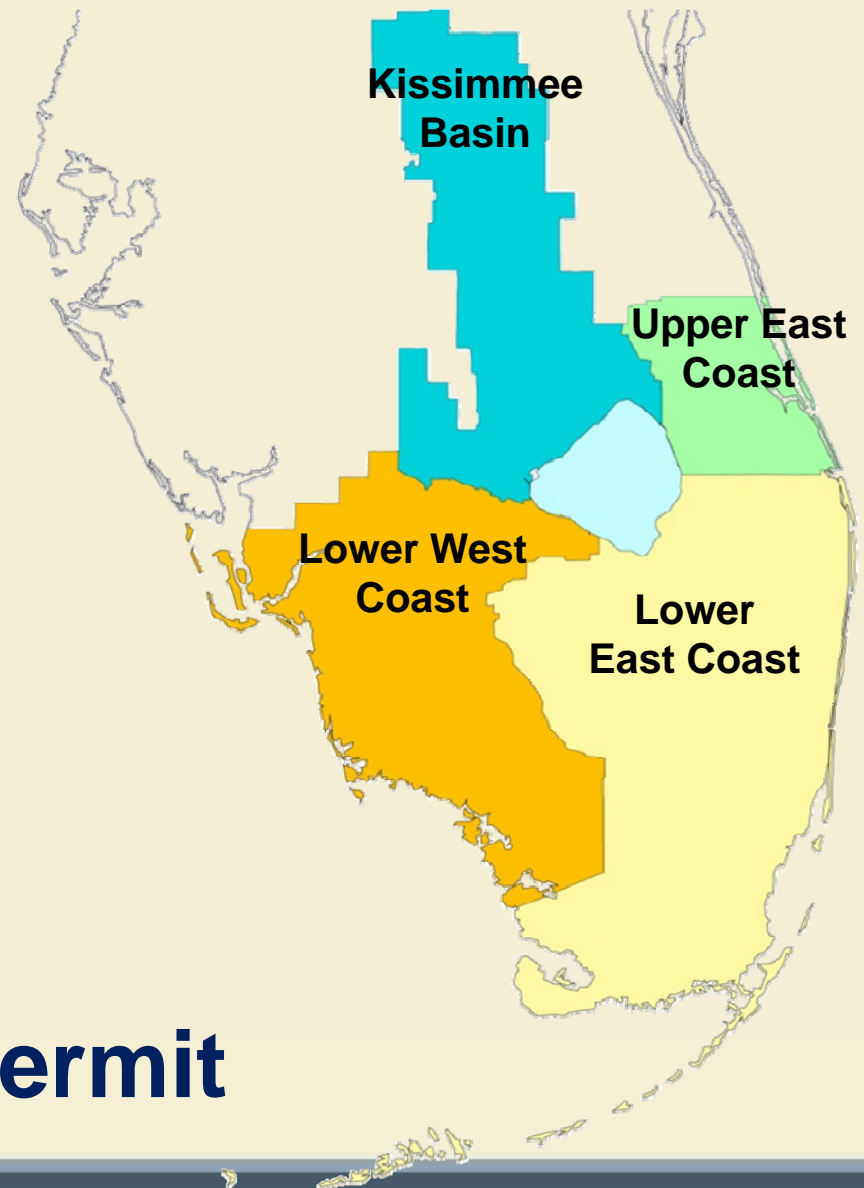 Kissimmee
Basin
Upper East
Coast
Lower West
Coast
Lower
East Coast
ermit